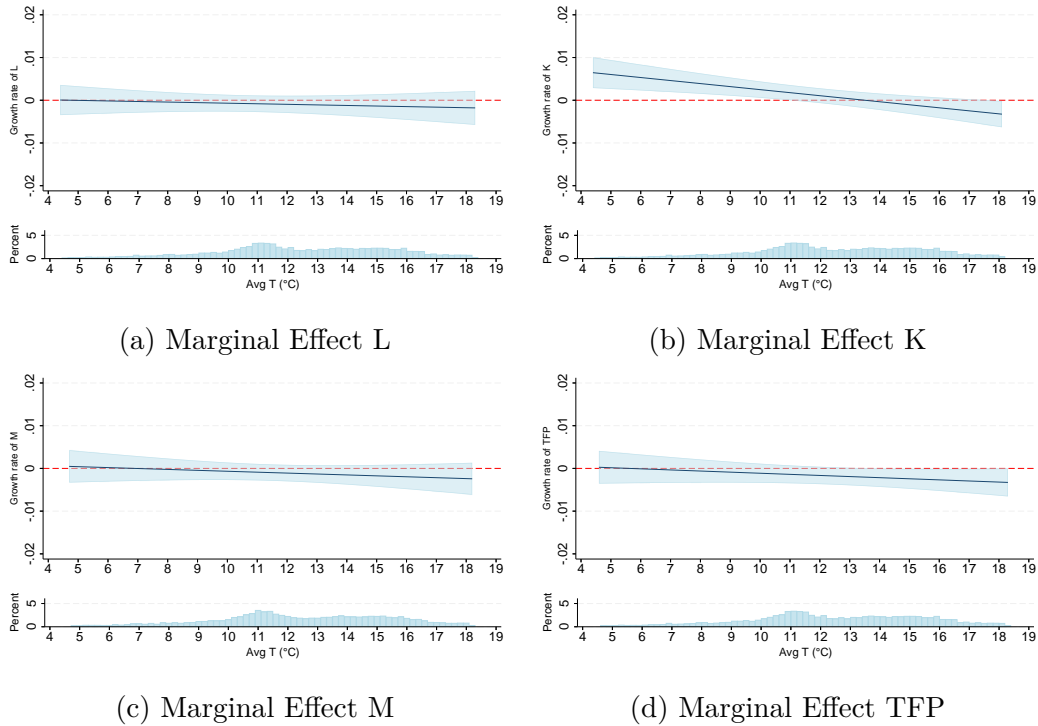 .02
.01
0
-.01
-.02
Growth rate of L
4 5 6 7 8 9 10 11 12 13 14 15 16 17 18 19
5
0
Percent
4 5 6 7 8 9 10 11 12 13 14 15 16 17 18 19
Avg T (°C)
(a) Marginal Effect L
.02
.01
0
-.01
-.02
Growth rate of K
4 5 6 7 8 9 10 11 12 13 14 15 16 17 18 19
5
0
Percent
4 5 6 7 8 9 10 11 12 13 14 15 16 17 18 19
Avg T (°C)
(b) Marginal Effect K
.02
.01
0
-.01
-.02
Growth rate of M
4 5 6 7 8 9 10 11 12 13 14 15 16 17 18 19
5
0
Percent
4 5 6 7 8 9 10 11 12 13 14 15 16 17 18 19
Avg T (°C)
(c) Marginal Effect M
.02
.01
0
-.01
-.02
Growth rate of TFP
4 5 6 7 8 9 10 11 12 13 14 15 16 17 18 19
5
0
Percent
4 5 6 7 8 9 10 11 12 13 14 15 16 17 18 19
Avg T (°C)
(d) Marginal Effect TFP